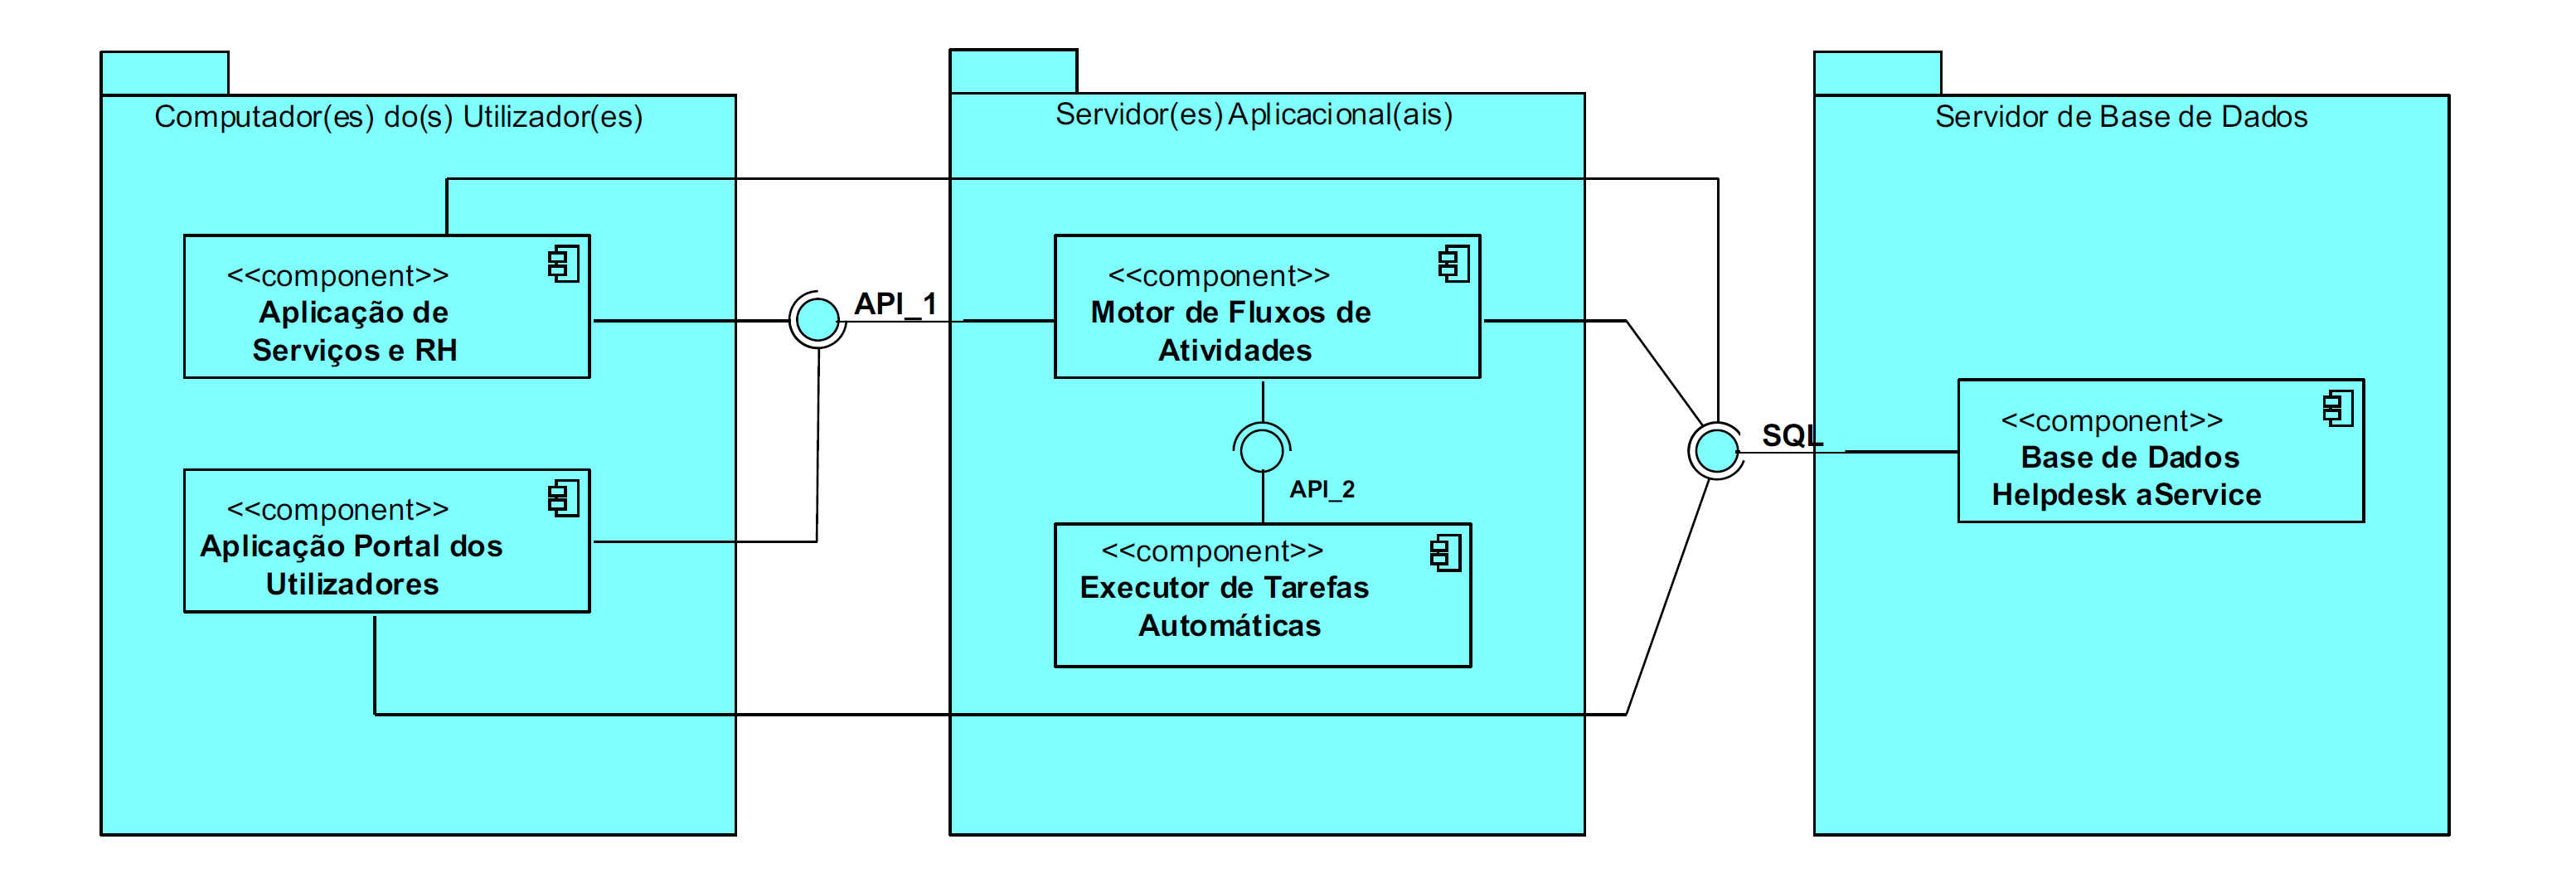 Computador(es) do(s) Utilizador(es)
<<component>>
Aplicação de
Serviços e RH
<<component>>
Aplicação Portal dos
Utilizadores
API_1
Servidor(es) Aplicacional(ais)
<<component>>
Motor de Fluxos de
Atividades
API_2
<<component>>
Executor de Tarefas
Automáticas
SQL
Servidor de Base de Dados
<<component>>
Base de Dados
Helpdesk aService